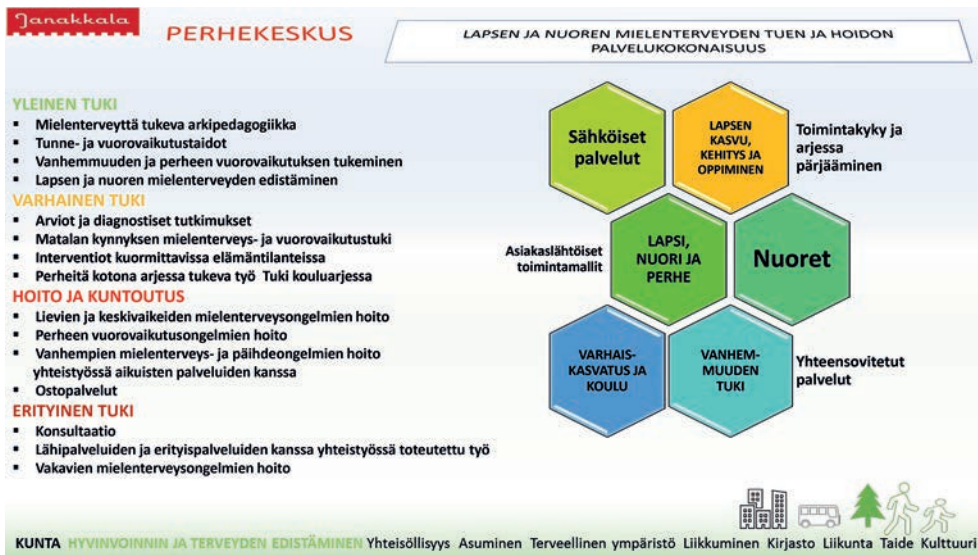 Janakkala
PERHEKESKUS
LAPSEN JA NUOREN MIELENTERVEYDEN TUEN JA HOIDON
PALVELUKOKONAISUUS
YLEINEN TUKI
▪ Mielenterveyttä tukeva arkipedagogiikka
▪ Tunne- ja vuorovaikutustaidot
▪ Vanhemmuuden ja perheen vuorovaikutuksen tukeminen
▪ Lapsen ja nuoren mielenterveyden edistäminen
VARHAINEN TUKI
▪ Arviot ja diagnostiset tutkimukset
▪ Matalan kynnyksen mielenterveys- ja vuorovaikutustuki
▪ Interventiot kuormittavissa elämäntilanteissa
▪ Perheitä kotona arjessa tukeva työ Tuki kouluarjessa
HOITO JA KUNTOUTUS
▪ Lievien ja keskivaikeiden mielenterveysongelmien hoito
▪ Perheen vuorovaikutusongelmien hoito
▪ Vanhempien mielenterveys- ja päihdeongelmien hoito
yhteistyössä aikuisten palveluiden kanssa
▪ Ostopalvelut
ERITYINEN TUKI
▪ Konsultaatio
▪ Lähipalveluiden ja erityispalveluiden kanssa yhteistyössä toteutettu työ
▪ Vakavien mielenterveysongelmien hoito
Sähköiset
palvelut
LAPSEN
KASVU,
KEHITYS JA
OPPIMINEN
Toimintakyky ja
arjessa
pärjääminen
Asiakaslähtöiset
toimintamallit
LAPSI,
NUORI JA
PERHE
Nuoret
VARHAIS-
KASVATUS JA
KOULU
VANHEM-
MUUDEN
TUKI
Yhteensovitetut
palvelut
KUNTA HYVINVOINNIN JA TERVEYDEN EDISTÄMINEN Yhteisöllisyys Asuminen Terveellinen ympäristö Liikkuminen Kirjasto Liikunta Taide Kulttuuri